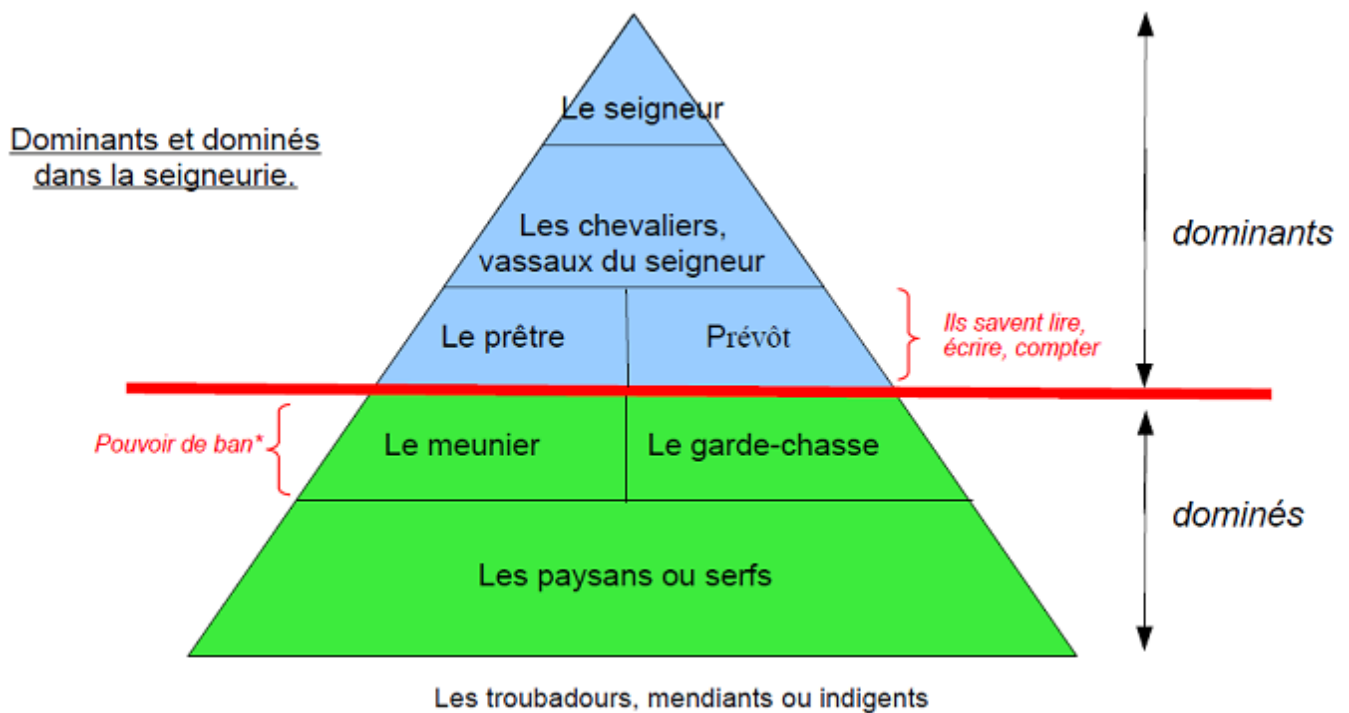 Dominants et dominés
dans la seigneurie.
Le seigneur
Les chevaliers,
vassaux du seigneur
dominants
Le prêtre
Prévôt
Ils savent lire,
écrire, compter
Pouvoir de ban*
Le meunier
Le garde-chasse
dominés
Les paysans ou serfs
Les troubadours, mendiants ou indigents